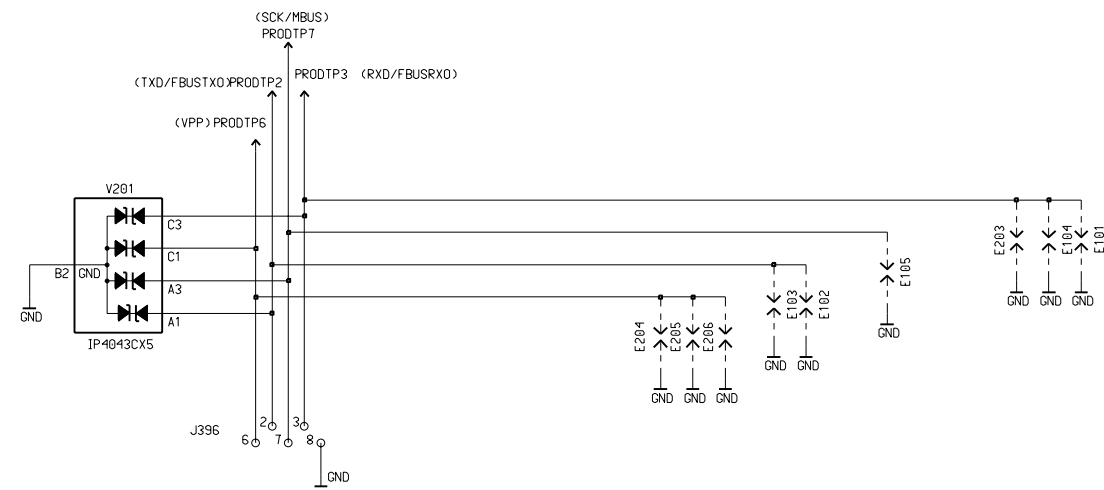 (SCK/MBUS)
PRODTP7
(TXD/FBUSTXO)PRODTP2
PRODTP3 (RXD/FBUSRXO)
(VPP)PRODTP6
V201
C3
C1
B2 GND
A3
A1
GND
IP4043CX5
E203
E104
E101
E105
GND GND GND
E103
E102
GND
E204
E205
E206
GND GND
GND GND GND
J396
2
3
6
7
8
GND